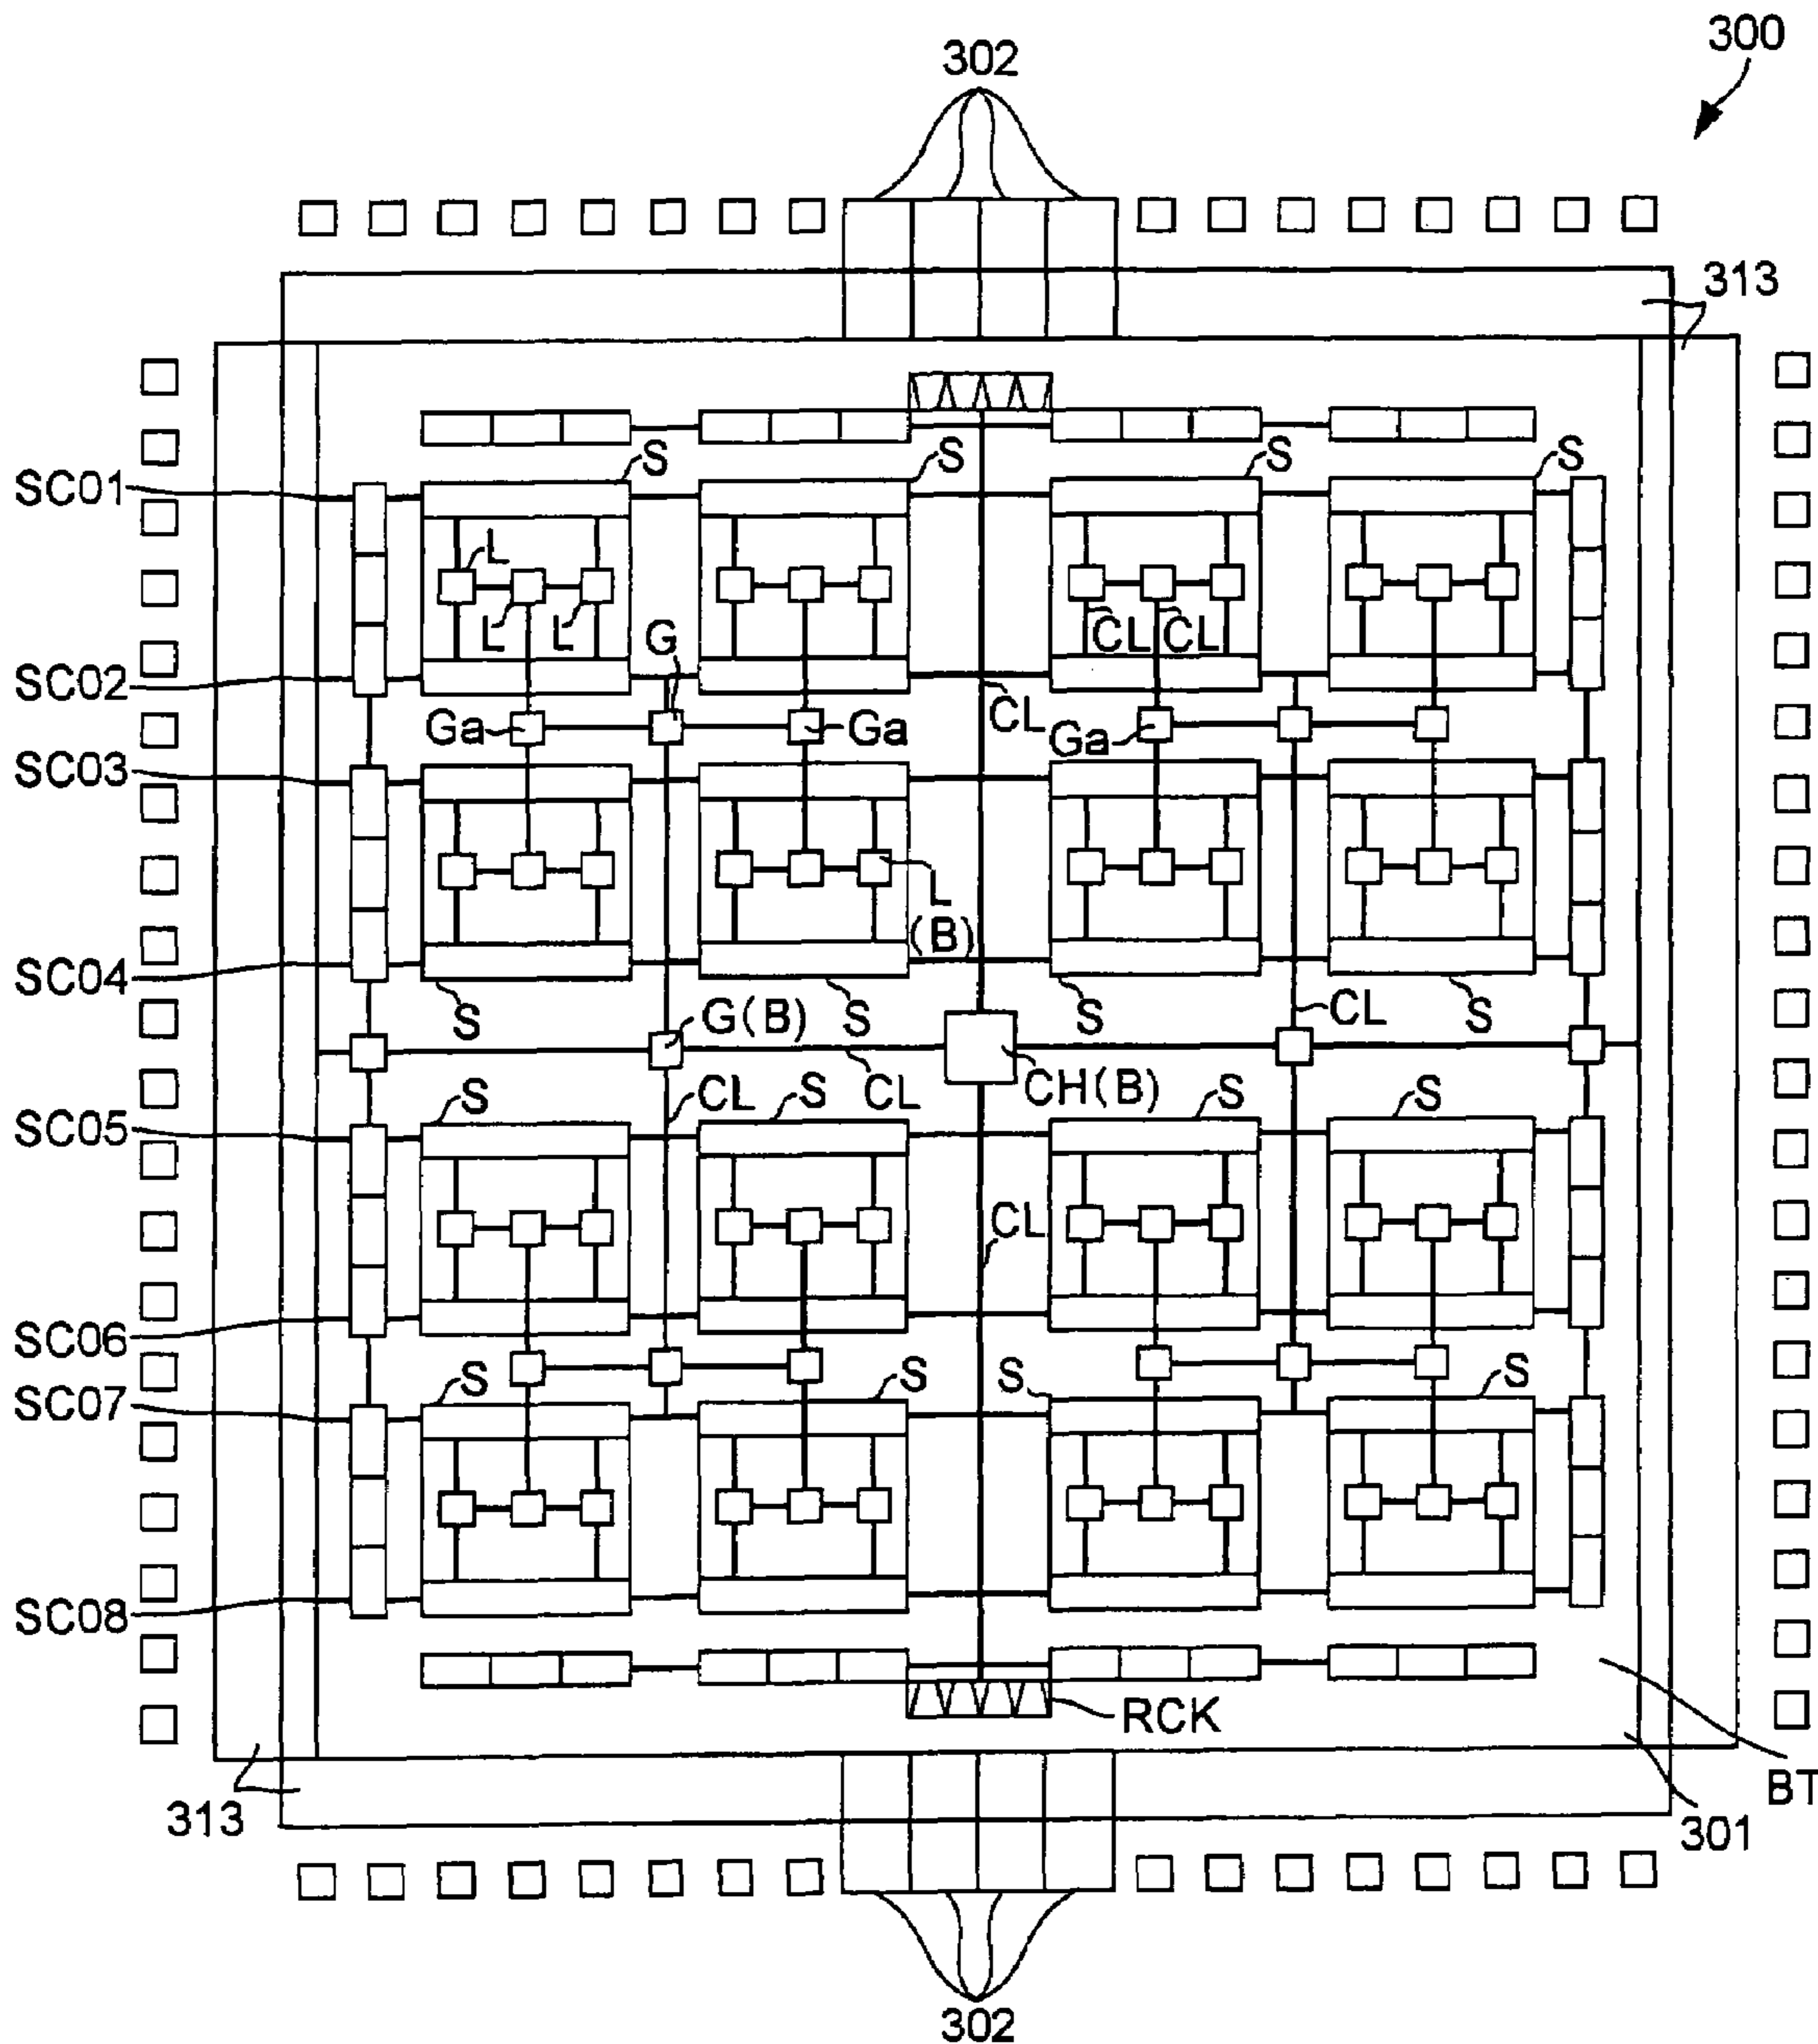 300
302
313
S S S S
SC01
L
L L G CL CL
SC02
Ga Ga CL Ga
SC03
L
(B)
SC04
S S S S
G(B) CL
CL CH(B)
CL S S S S
SC05
CL
SC06
S S S S
SC07
SC08
RCK
BT
313 301
302